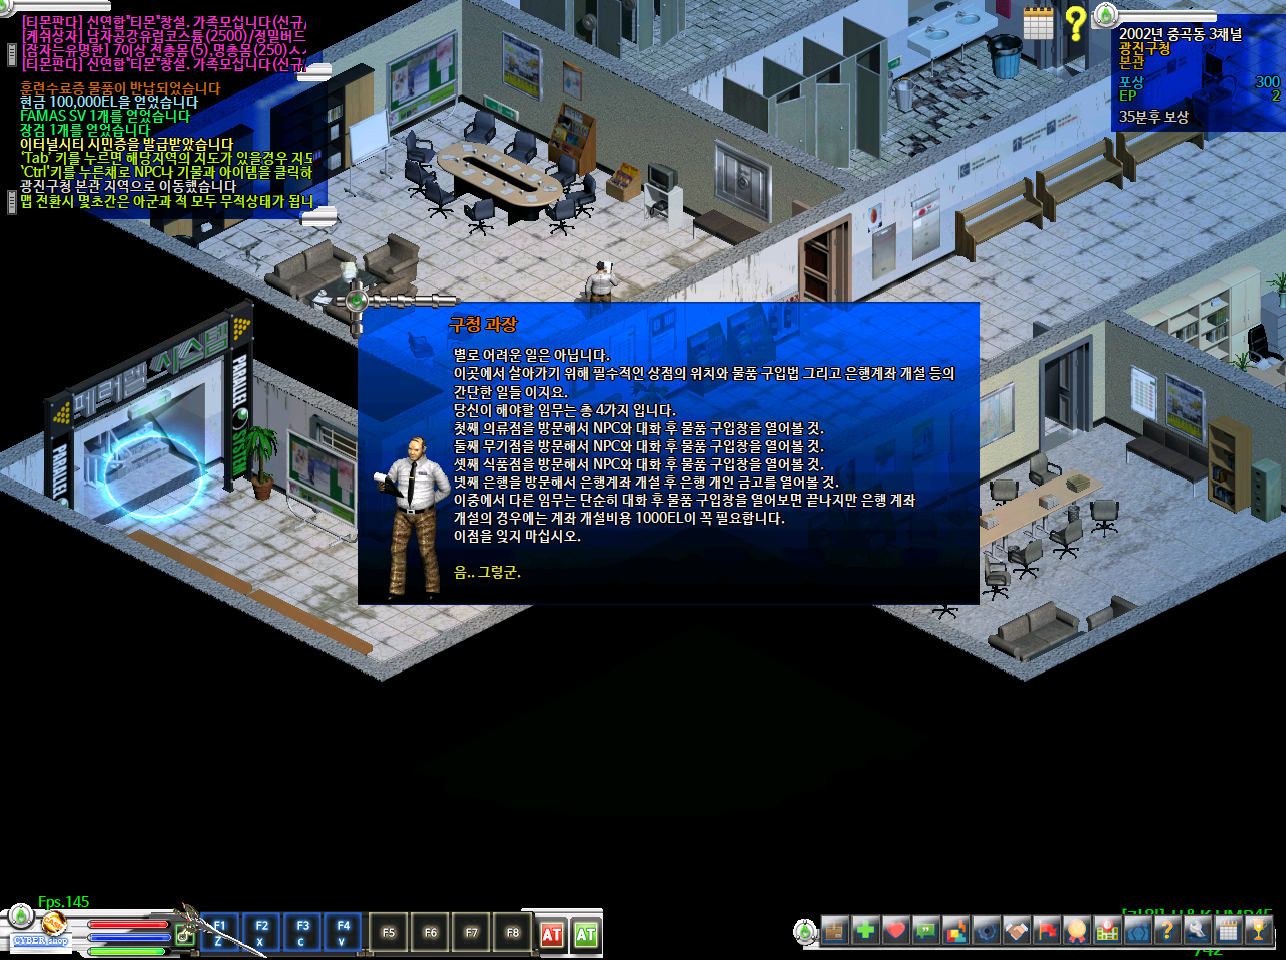 [티몬판다] 신연합"티몬"창설. 가족모십니다(신규/
[케쉬상자] 남자몽강유럽코스튬(2500)/정밀버드
[잠자는유명한] 70이상 전총몽(5),명총몽(250)
[티몬판다] 신연합"티몬"창설. 가족모십니다(신규
훈련수료증 물품이 반납되었습니다
현금 100,000EL을 얻었습니다
FAMAS SV 1개를 얻었습니다
장검 1개를 얻었습니다
이터널시티 시민증을 발급받았습니다
'Tab' 키를 누르면 해당지역의 지도가 있을경우 지도
'Ctrl'키를 누른채로 NPC나 기물과 아이템을 클릭하
광진구청 본관 지역으로 이동했습니다
맵 전환시 몇초간은 아군과 적 모두 무적상태가 됩니
2002년 중곡동 3채널
광진구청
본관
포상 300
EP 2
35분후 보상
페러럴 시스템
PARALLEL
PARALLEL
구청 과장
별로 어려운 일은 아닙니다.
이곳에서 살아가기 위해 필수적인 상점의 위치와 물품 구입법 그리고 은행계좌 개설 등의
간단한 일들 이지요.
당신이 해야할 임무는 총 4가지 입니다.
첫째 의류점을 방문해서 NPC와 대화 후 물품 구입창을 열어볼 것.
둘째 무기점을 방문해서 NPC와 대화 후 물품 구입창을 열어볼 것.
셋째 식품점을 방문해서 NPC와 대화 후 물품 구입창을 열어볼 것.
넷째 은행을 방문해서 은행계좌 개설 후 은행 개인 금고를 열어볼 것.
이중에서 다른 임무는 단순히 대화 후 물품 구입창을 열어보면 끝나지만 은행 계좌
개설의 경우에는 계좌 개설비용 1000EL이 꼭 필요합니다.
이점을 잊지 마십시오.
음.. 그렇군.
Fps.145
CYBER shop
F1 F2 F3 F4 F5 F6 F7 F8
Z X C V
AT AT
742